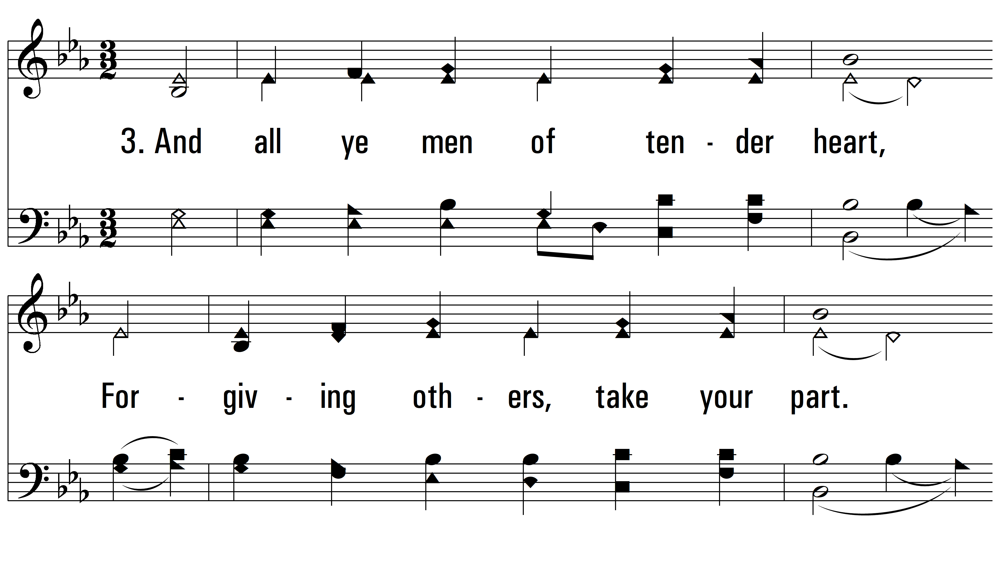 3. And all ye men of ten - der heart,
For - giv - ing oth - ers, take your part.